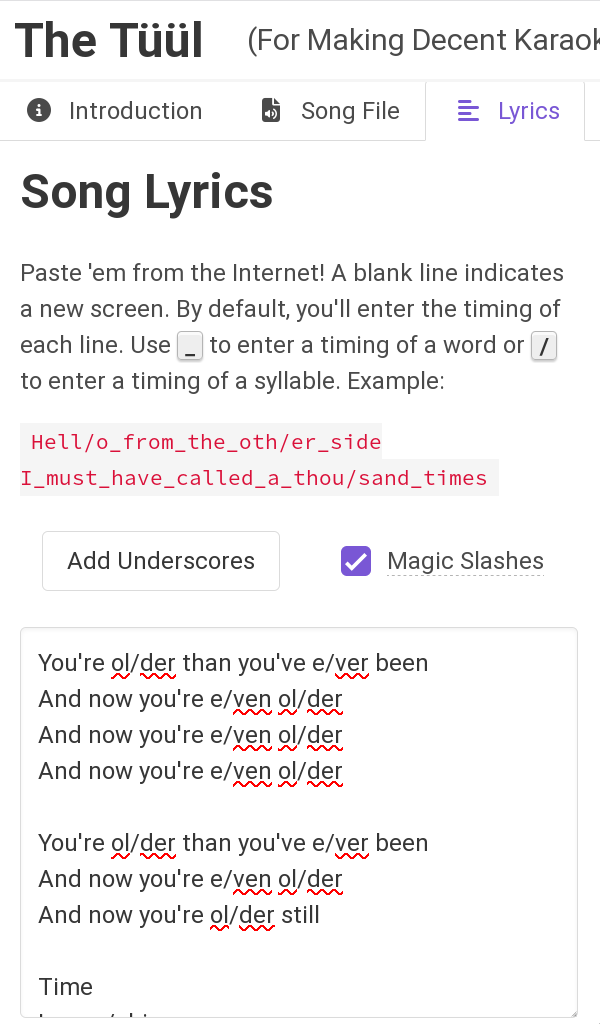 The Tüül (For Making Decent Karaok
Introduction Song File Lyrics
Song Lyrics
Paste 'em from the Internet! A blank line indicates
a new screen. By default, you'll enter the timing of
each line. Use _ to enter a timing of a word or /
to enter a timing of a syllable. Example:
Hell/o_from_the_oth/er_side
I_must_have_called_a_thou/sand_times
Add Underscores Magic Slashes
You're ol/der than you've e/ver been
And now you're e/ven ol/der
And now you're e/ven ol/der
And now you're e/ven ol/der
You're ol/der than you've e/ver been
And now you're e/ven ol/der
And now you're ol/der still
Time